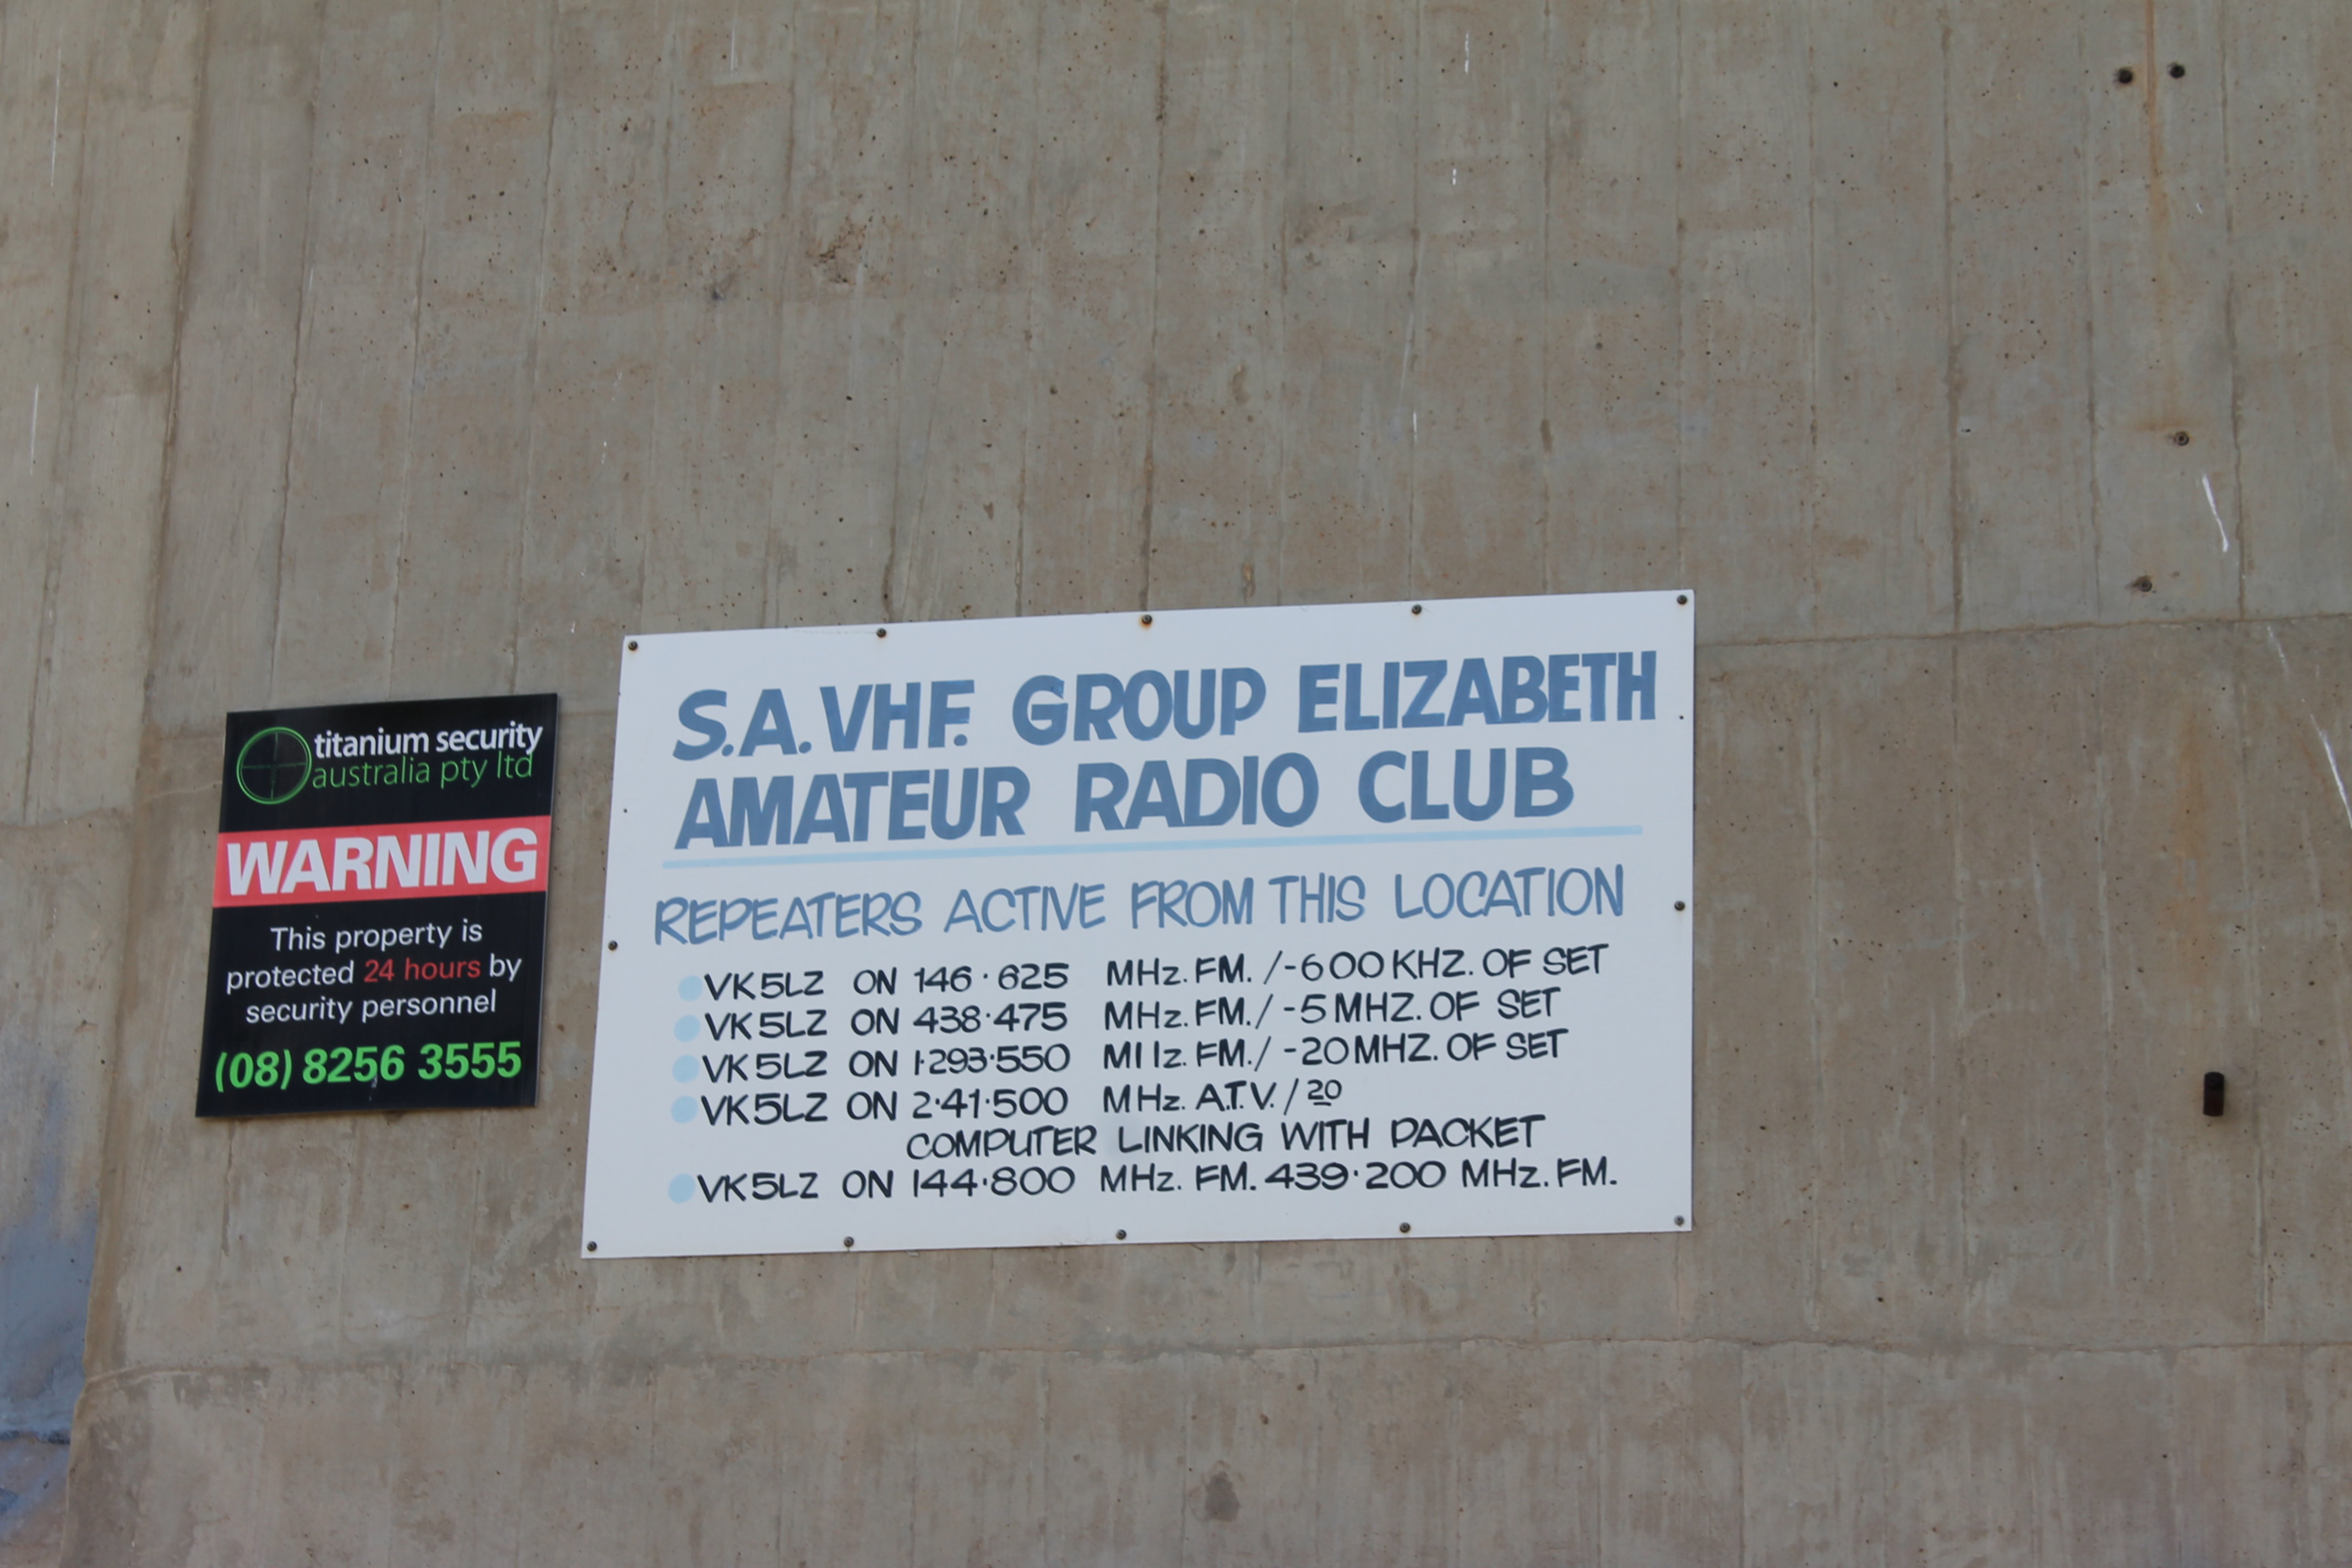 titanium security
australia pty ltd
WARNING
This property is
protected 24 hours by
security personnel
(08) 8256 3555
S.A. VHF. GROUP ELIZABETH
AMATEUR RADIO CLUB
REPEATERS ACTIVE FROM THIS LOCATION
VK5LZ ON 146·625 MHz. FM. /-600 KHZ. OF SET
VK5LZ ON 438·475 MHz. FM. / -5 MHZ. OF SET
VK5LZ ON 1·293·550 MHz. FM. / -20 MHZ. OF SET
VK5LZ ON 2·41·500 MHz. A.T.V. / 20
COMPUTER LINKING WITH PACKET
VK5LZ ON 144·800 MHz. FM. 439·200 MHz. FM.